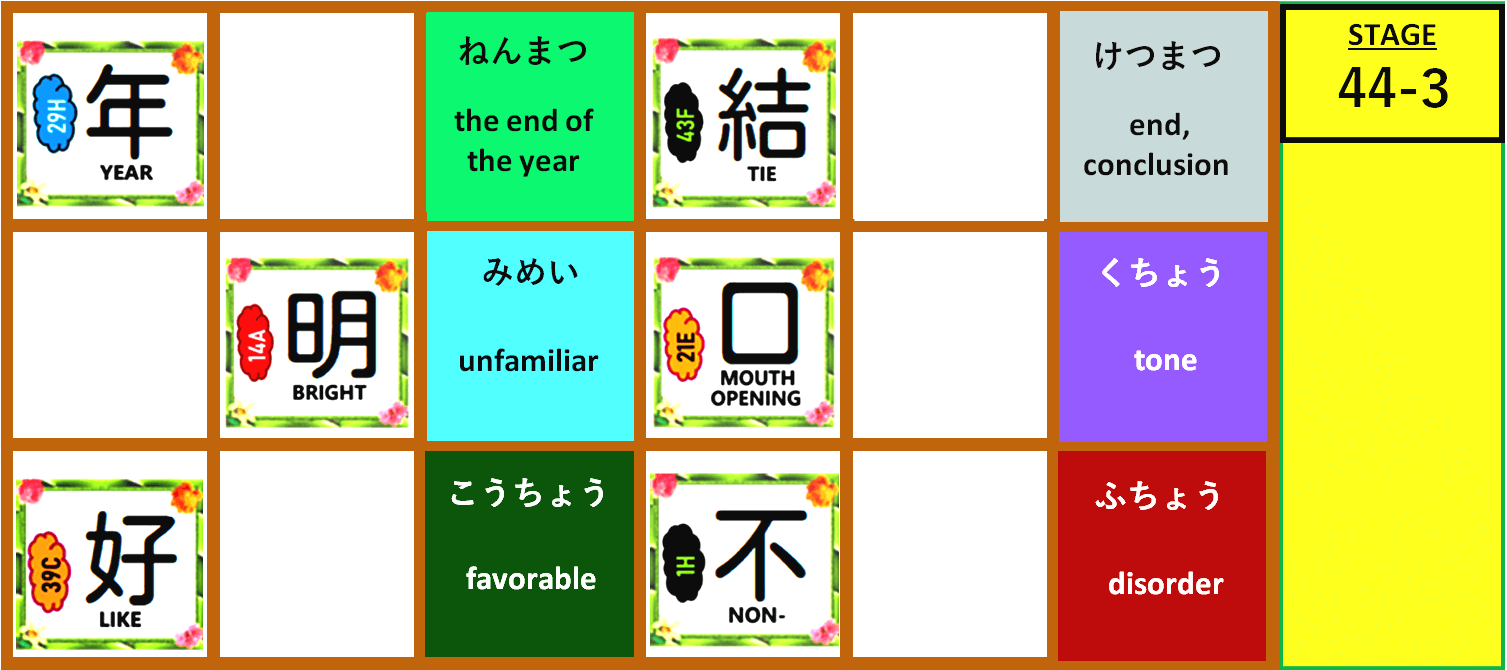 29H
年
YEAR
ねんまつ
the end of
the year
43F
結
TIE
けつまつ
end,
conclusion
STAGE
44-3
14A
明
BRIGHT
みめい
unfamiliar
21E
口
MOUTH
OPENING
くちょう
tone
39C
好
LIKE
こうちょう
favorable
1H
不
NON-
ふちょう
disorder